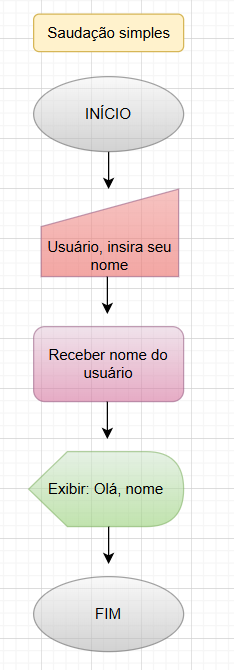 Saudação simples
INÍCIO
Usuário, insira seu
nome
Receber nome do
usuário
Exibir: Olá, nome
FIM